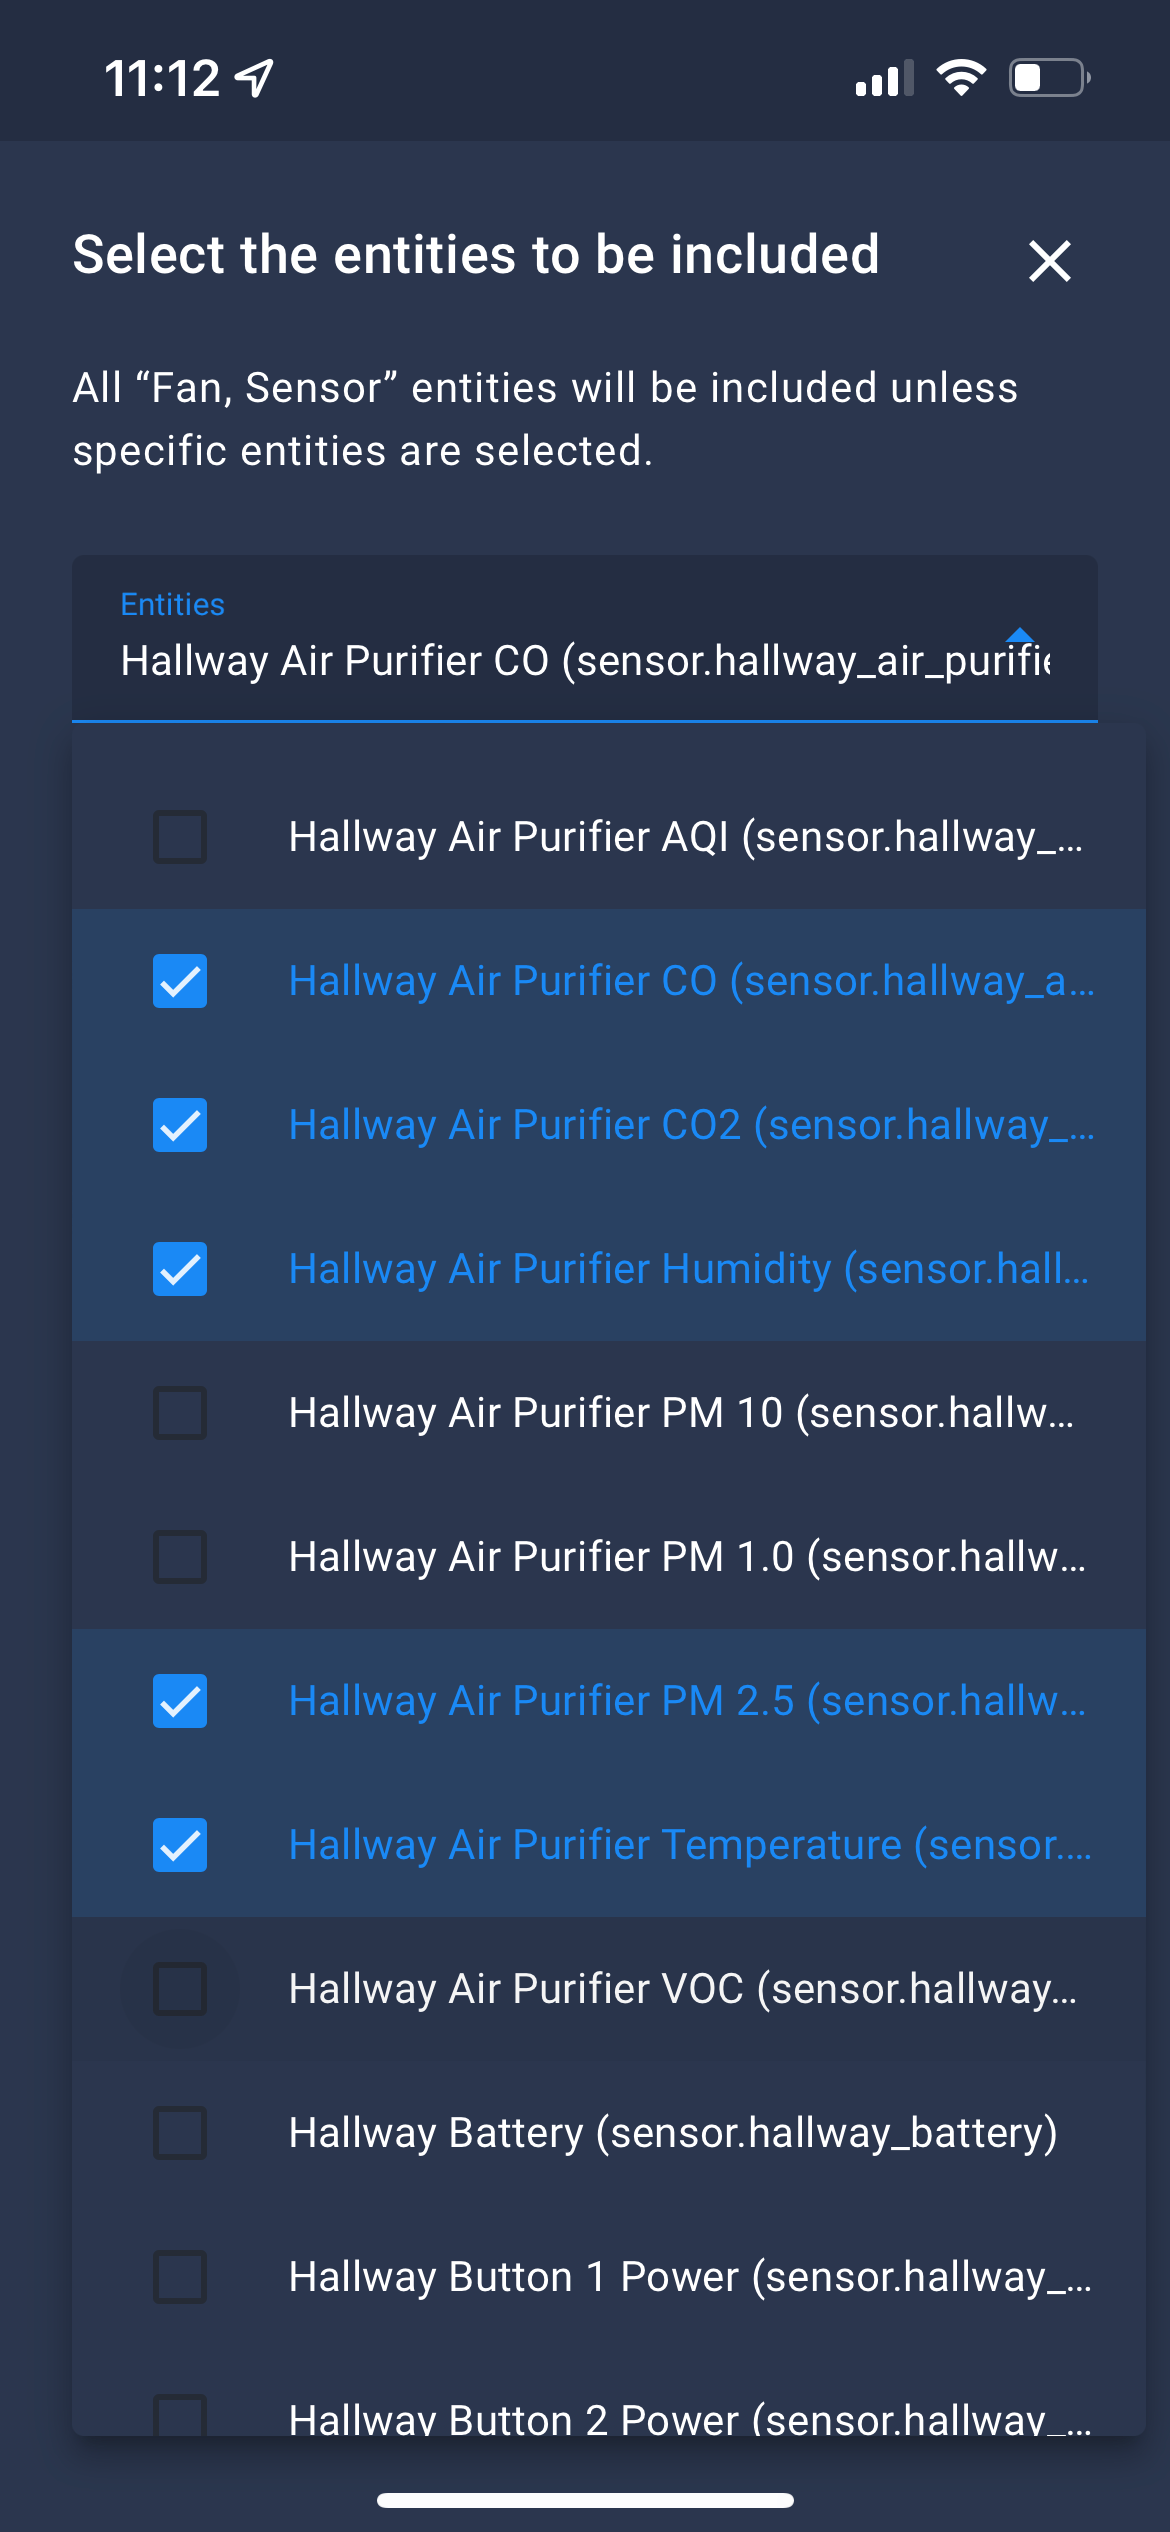 11:12
Select the entities to be included
All “Fan, Sensor” entities will be included unless
specific entities are selected.
Entities
Hallway Air Purifier CO (sensor.hallway_air_purifie
Hallway Air Purifier AQI (sensor.hallway_...
Hallway Air Purifier CO (sensor.hallway_a...
Hallway Air Purifier CO2 (sensor.hallway_...
Hallway Air Purifier Humidity (sensor.hall...
Hallway Air Purifier PM 10 (sensor.hallw...
Hallway Air Purifier PM 1.0 (sensor.hallw...
Hallway Air Purifier PM 2.5 (sensor.hallw...
Hallway Air Purifier Temperature (sensor....
Hallway Air Purifier VOC (sensor.hallway...
Hallway Battery (sensor.hallway_battery)
Hallway Button 1 Power (sensor.hallway_...
Hallway Button 2 Power (sensor.hallway_...